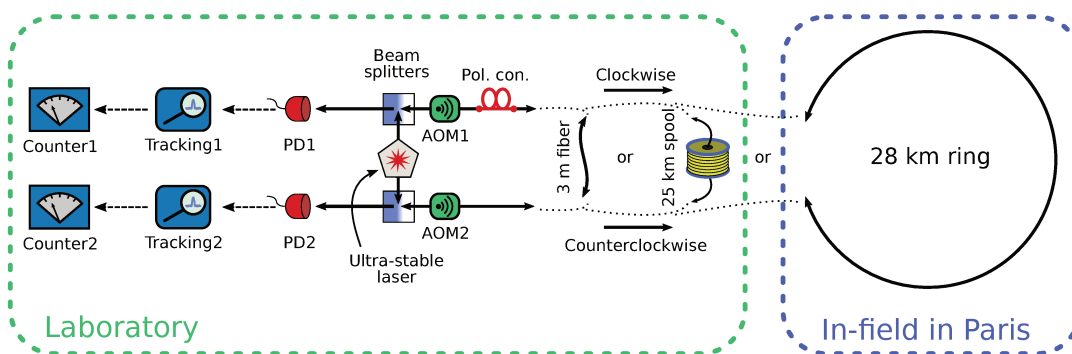 Beam
splitters
Pol. con.
Clockwise
Counter1
Tracking1
PD1
AOM1
3 m fiber
or
25 km spool
or
28 km ring
Counter2
Tracking2
PD2
AOM2
Counterclockwise
Ultra-stable
laser
Laboratory
In-field in Paris